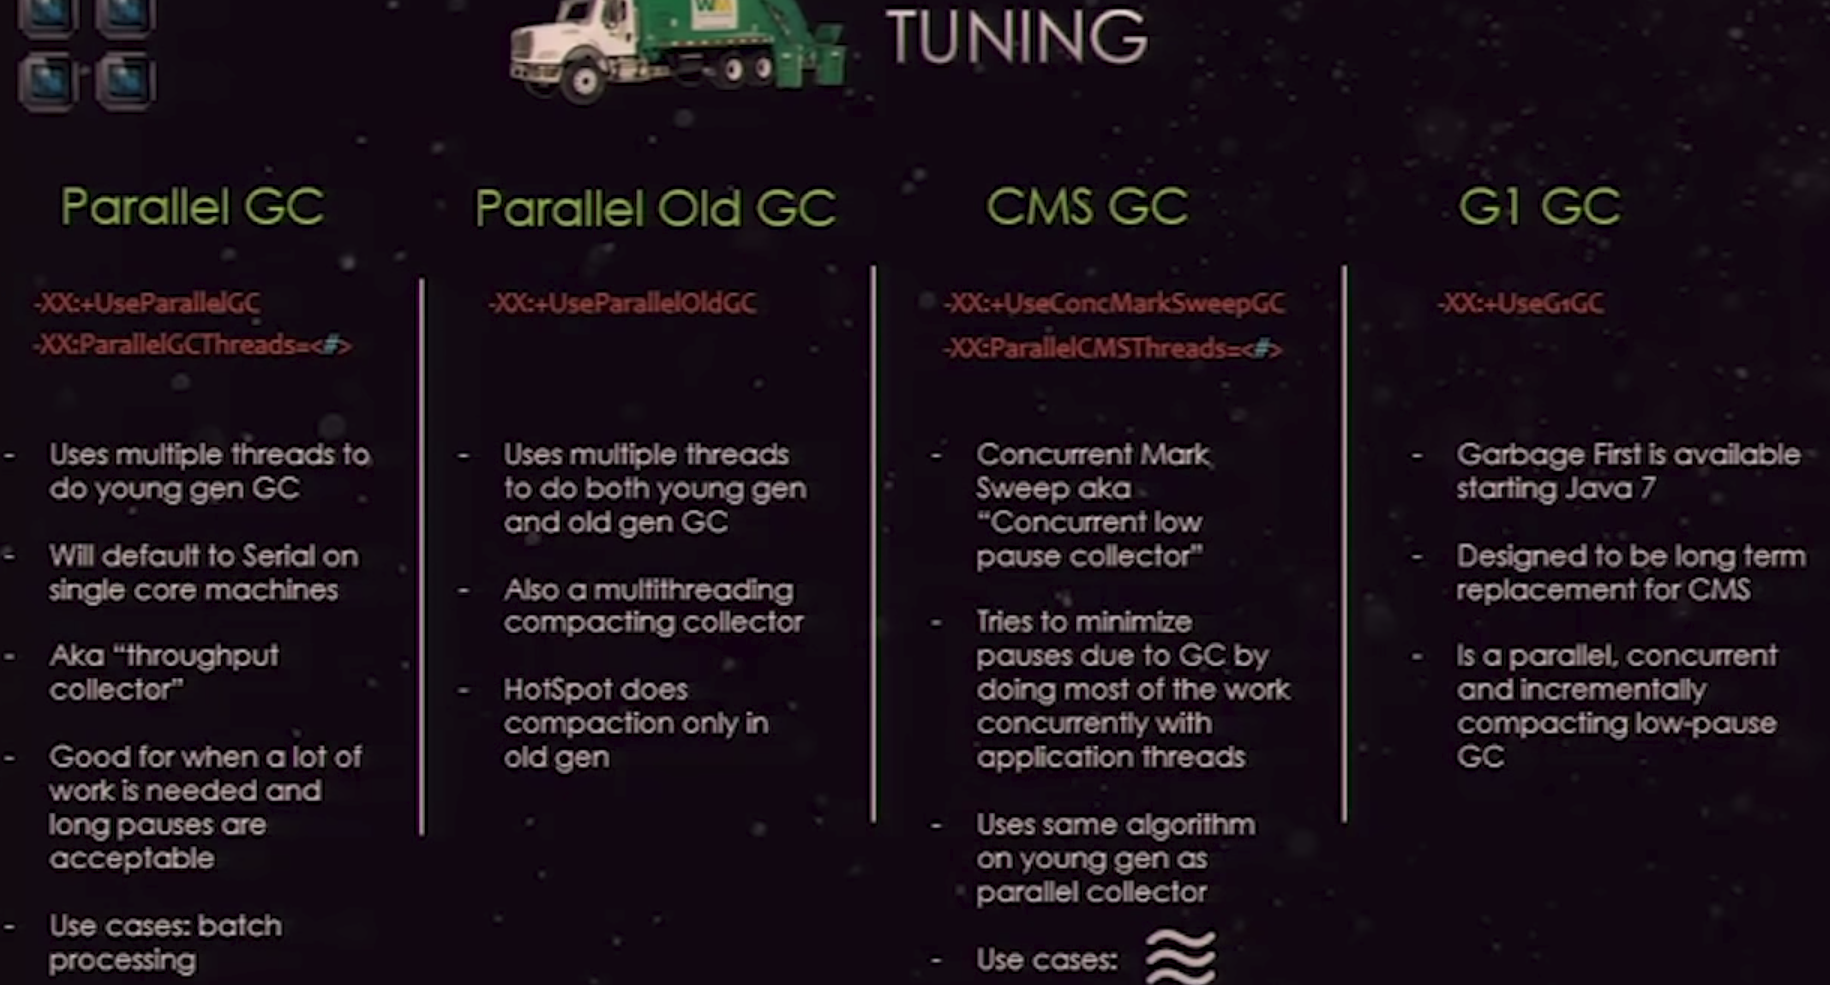 WM
TUNING
Parallel GC
-XX:+UseParallelGC
-XX:ParallelGCThreads=<#>
- Uses multiple threads to
do young gen GC
- Will default to Serial on
single core machines
- Aka “throughput
collector”
- Good for when a lot of
work is needed and
long pauses are
acceptable
- Use cases: batch
processing
Parallel Old GC
-XX:+UseParallelOldGC
- Uses multiple threads
to do both young gen
and old gen GC
- Also a multithreading
compacting collector
- HotSpot does
compaction only in
old gen
CMS GC
-XX:+UseConcMarkSweepGC
-XX:ParallelCMSThreads=<#>
- Concurrent Mark
Sweep aka
“Concurrent low
pause collector”
- Tries to minimize
pauses due to GC by
doing most of the work
concurrently with
application threads
- Uses same algorithm
on young gen as
parallel collector
- Use cases:
G1 GC
-XX:+UseG1GC
- Garbage First is available
starting Java 7
- Designed to be long term
replacement for CMS
- Is a parallel, concurrent
and incrementally
compacting low-pause
GC